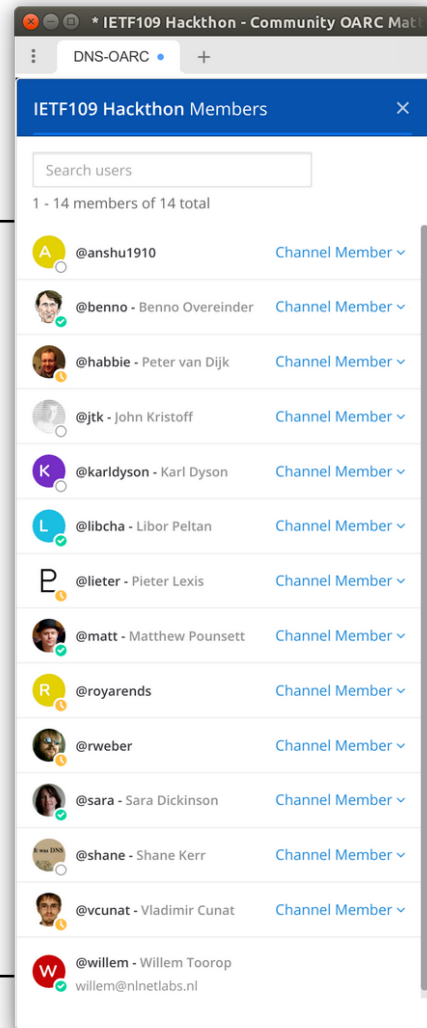 * IETF109 Hackthon - Community OARC Matt
DNS-OARC
+
IETF109 Hackthon Members ×
Search users
1 - 14 members of 14 total
A @anshu1910 Channel Member
@benno - Benno Overeinder Channel Member
@habbie - Peter van Dijk Channel Member
@jtk - John Kristoff Channel Member
K @karldyson - Karl Dyson Channel Member
L @libcha - Libor Peltan Channel Member
@lieter - Pieter Lexis Channel Member
@matt - Matthew Pounsett Channel Member
R @royarends Channel Member
@rweber Channel Member
@sara - Sara Dickinson Channel Member
It was DNS @shane - Shane Kerr Channel Member
@vcunat - Vladimir Cunat Channel Member
W @willem - Willem Toorop
willem@nlnetlabs.nl